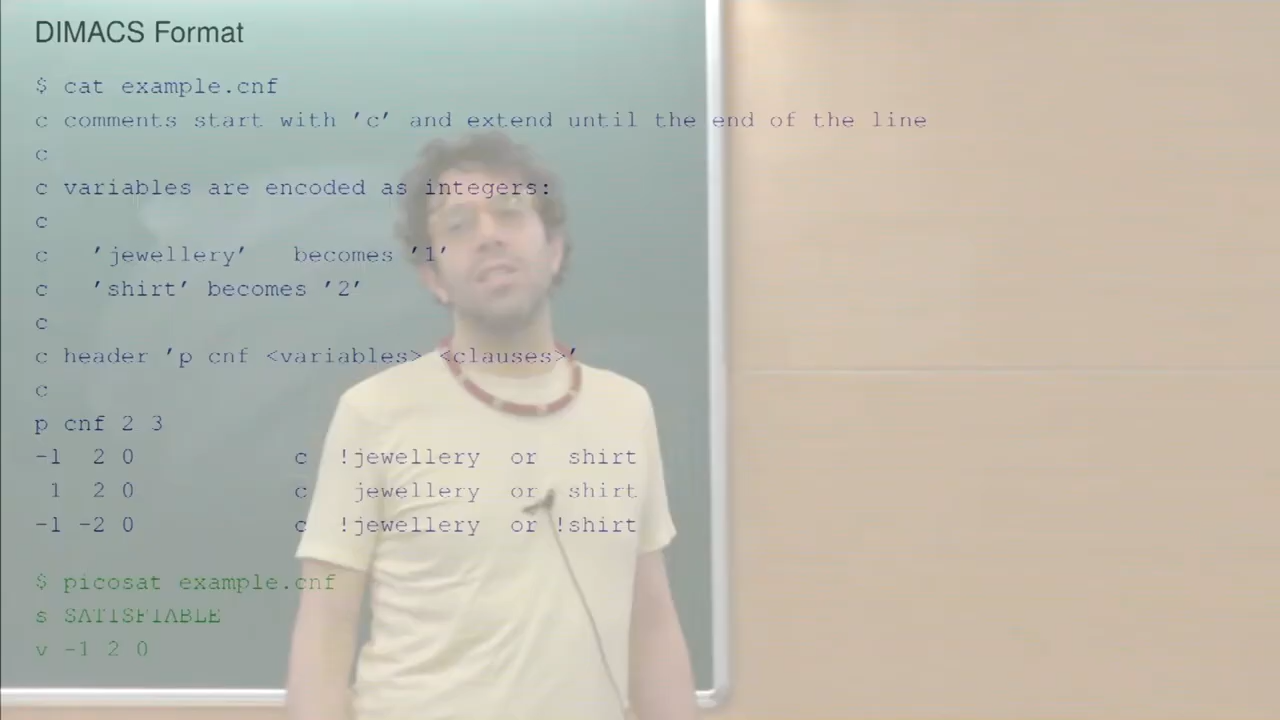 DIMACS Format
$ cat example.cnf
c comments start with 'c' and extend until the end of the line
c
c variables are encoded as integers:
c
c   'jewellery'   becomes '1'
c   'shirt' becomes '2'
c
c header 'p cnf <variables> <clauses>'
c
p cnf 2 3
-1  2 0           c  !jewellery  or  shirt
 1  2 0           c   jewellery  or  shirt
-1 -2 0           c  !jewellery  or !shirt
$ picosat example.cnf
s SATISFIABLE
v -1 2 0